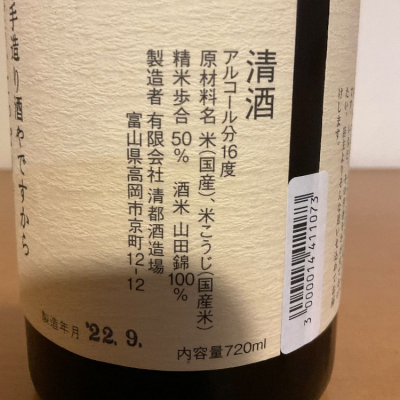 清酒
アルコール分16度
原材料名 米(国産)、米こうじ(国産米)
精米歩合 50% 酒米 山田錦100%
製造者 有限会社 清都酒造場
富山県高岡市京町12-12
手造り酒やですから
製造年月 '22.9.
内容量720ml
3000014411073